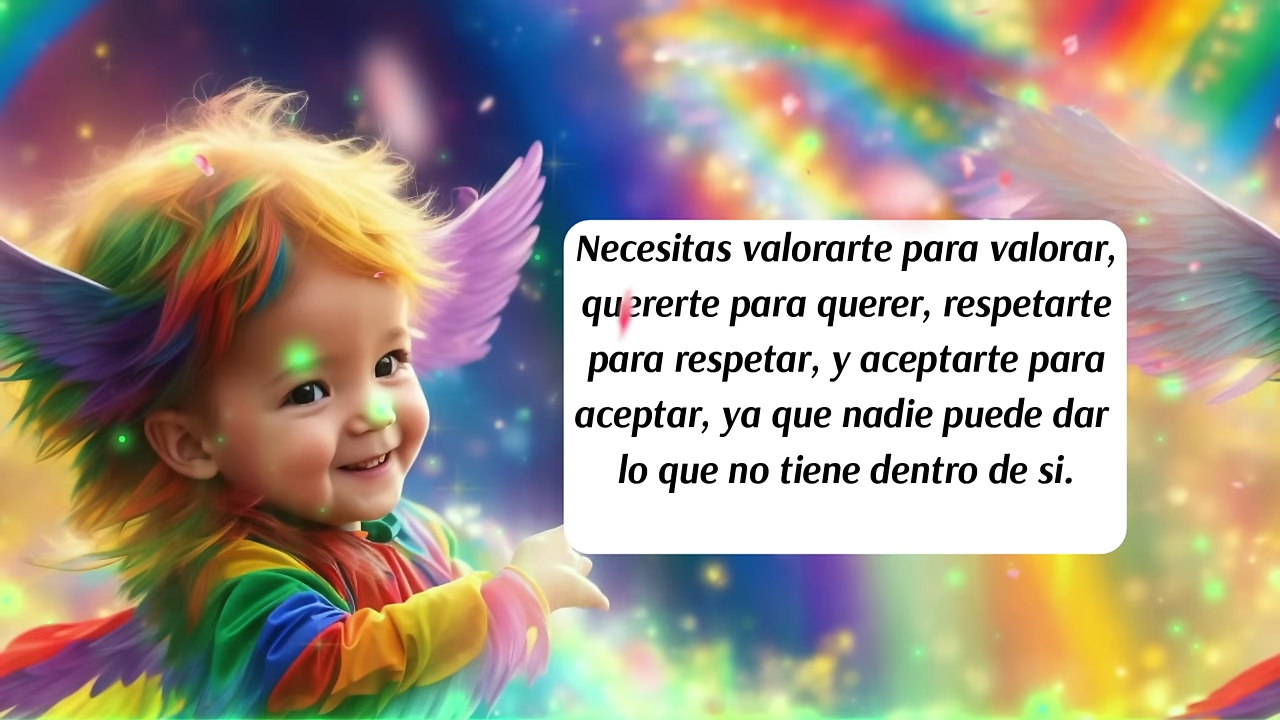 Necesitas valorarte para valorar,
quererte para querer, respetarte
para respetar, y aceptarte para
aceptar, ya que nadie puede dar
lo que no tiene dentro de si.